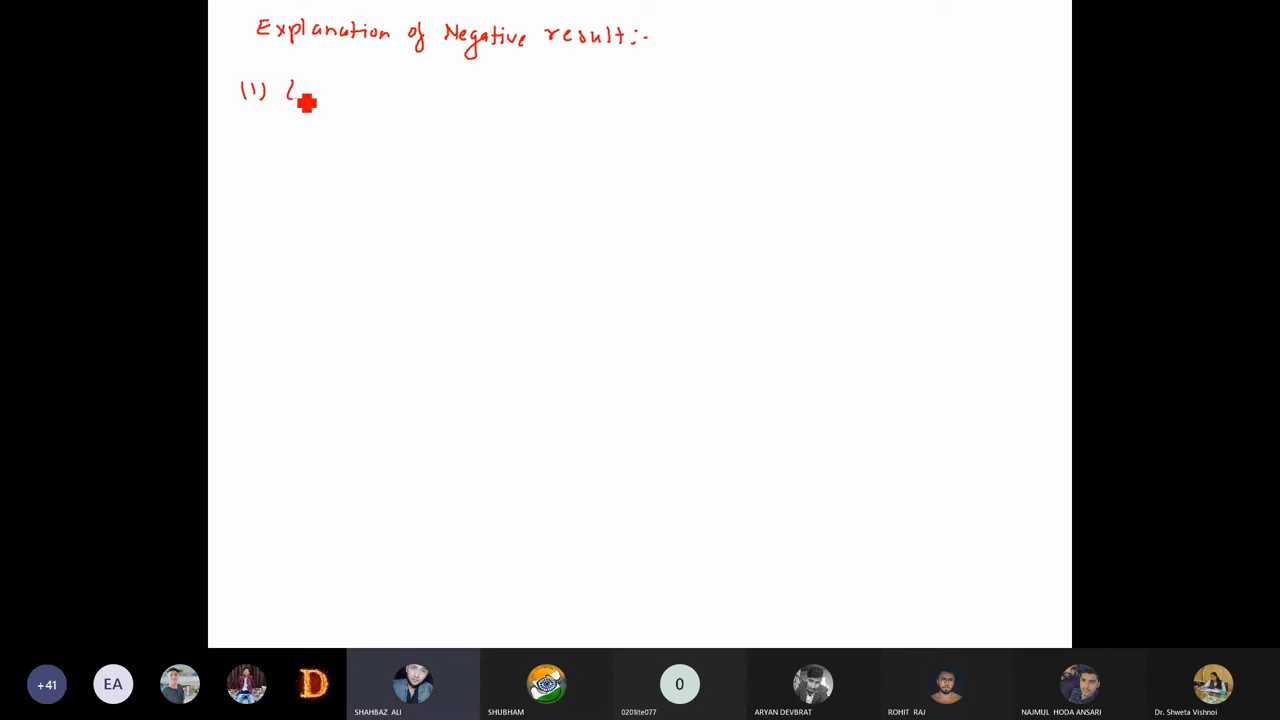 Explanation of Negative result:-
(1)
+41
EA
D
SHAHBAZ ALI
SHUBHAM
0
0201lite077
ARYAN DEVBRAT
ROHIT RAJ
NAJMUL HODA ANSARI
Dr. Shweta Vishnoi